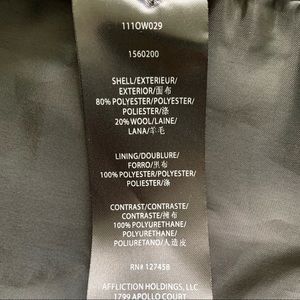 111OW029
1560200
SHELL/EXTERIEUR/
EXTERIOR/面布
80% POLYESTER/POLYESTER/
POLIESTER/涤
20% WOOL/LAINE/
LANA/羊毛
LINING/DOUBLURE/
FORRO/里布
100% POLYESTER/POLYESTER/
POLIESTER/涤
CONTRAST/CONTRASTE/
CONTRASTE/撞布
100% POLYURETHANE/
POLYURETHANE/
POLIURETANO/人造皮
RN# 127458
AFFLICTION HOLDINGS, LLC
1799 APOLLO COURT